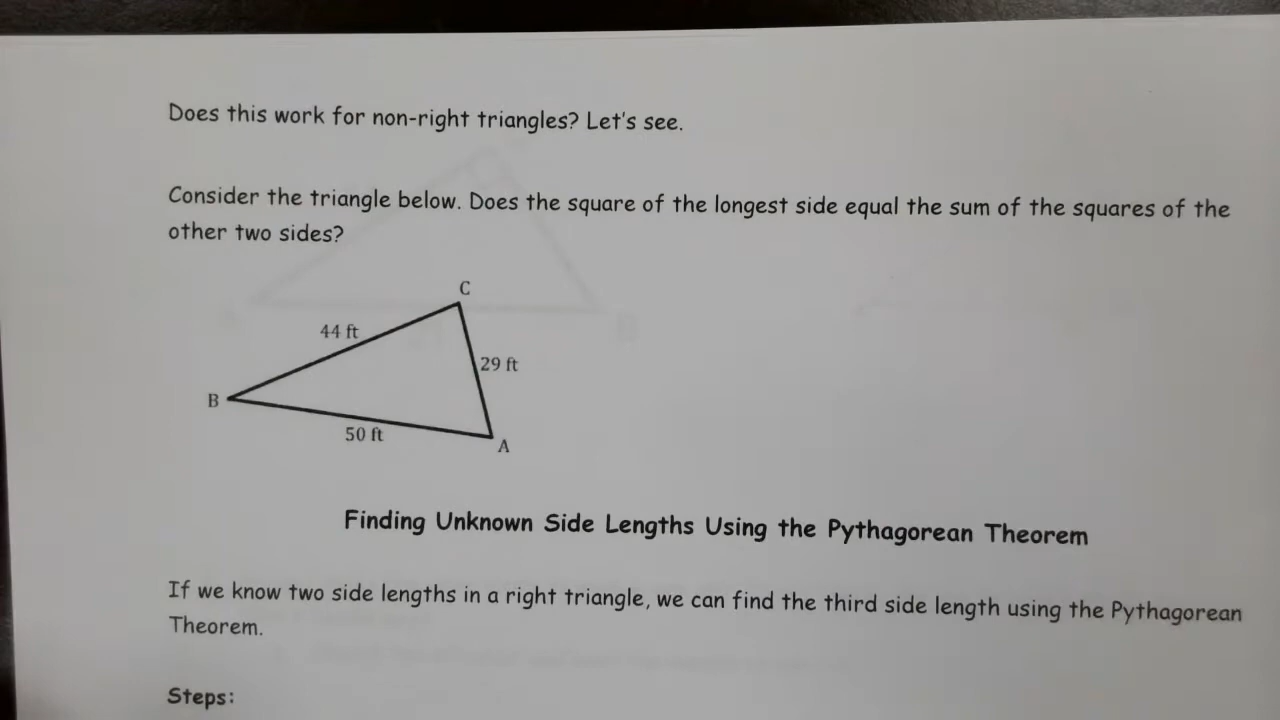 Does this work for non-right triangles? Let's see.
Consider the triangle below. Does the square of the longest side equal the sum of the squares of the
other two sides?
C
44 ft
29 ft
B
50 ft
A
Finding Unknown Side Lengths Using the Pythagorean Theorem
If we know two side lengths in a right triangle, we can find the third side length using the Pythagorean
Theorem.
Steps: